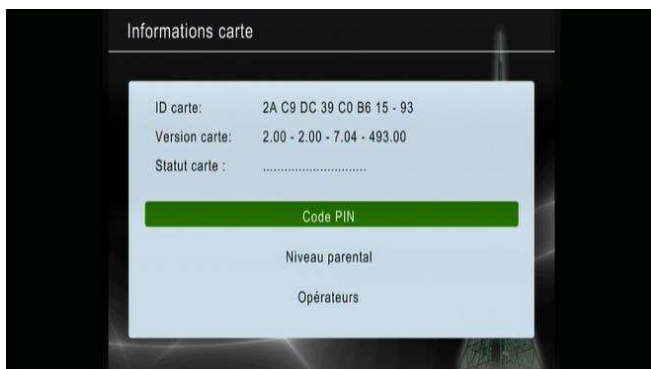 Informations carte
ID carte: 2A C9 DC 39 C0 B6 15 - 93
Version carte: 2.00 - 2.00 - 7.04 - 493.00
Statut carte : ............................
Code PIN
Niveau parental
Opérateurs